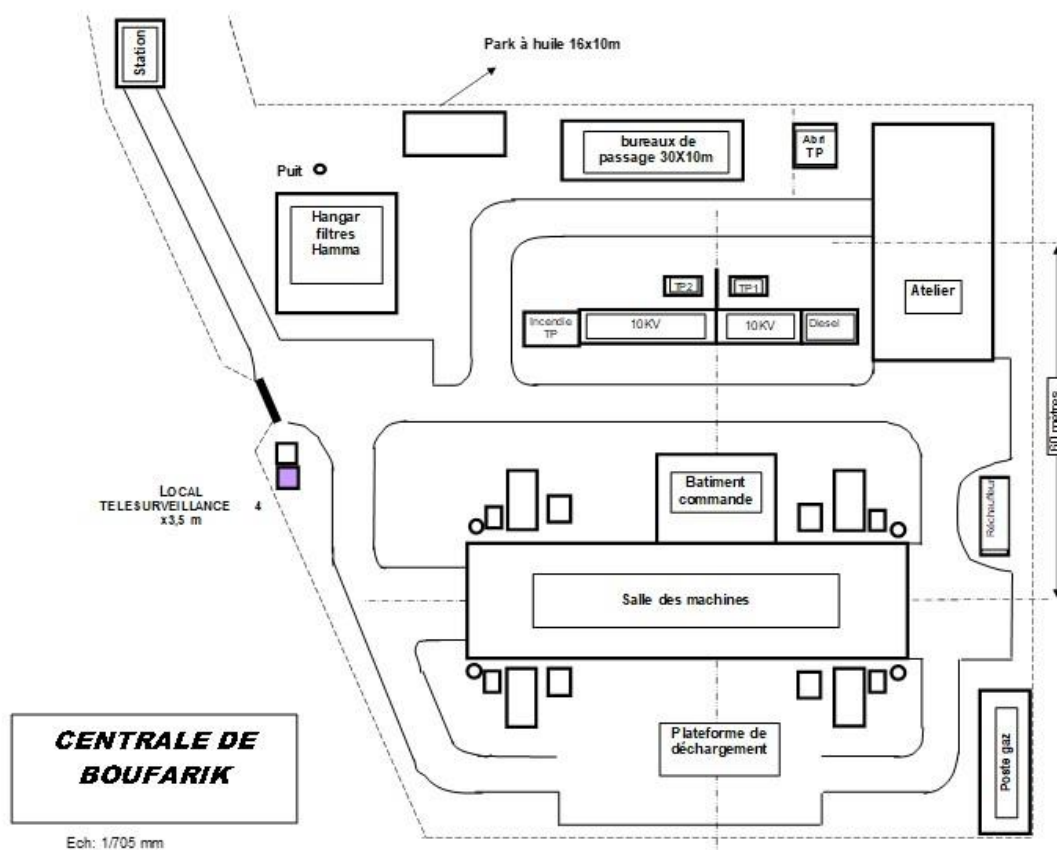 Station
Park à huile 16x10m
bureaux de
passage 30X10m
Abri
TP
Puit
Hangar
filtres
Hamma
Atelier
TP2
TP1
Incendie
TP
10KV
10KV
Diesel
60 mètres
LOCAL
TELESURVEILLANCE 4
x3,5 m
Batiment
commande
Réchauffeur
Salle des machines
Plateforme de
déchargement
Poste gaz
CENTRALE DE
BOUFARIK
Ech: 1/705 mm